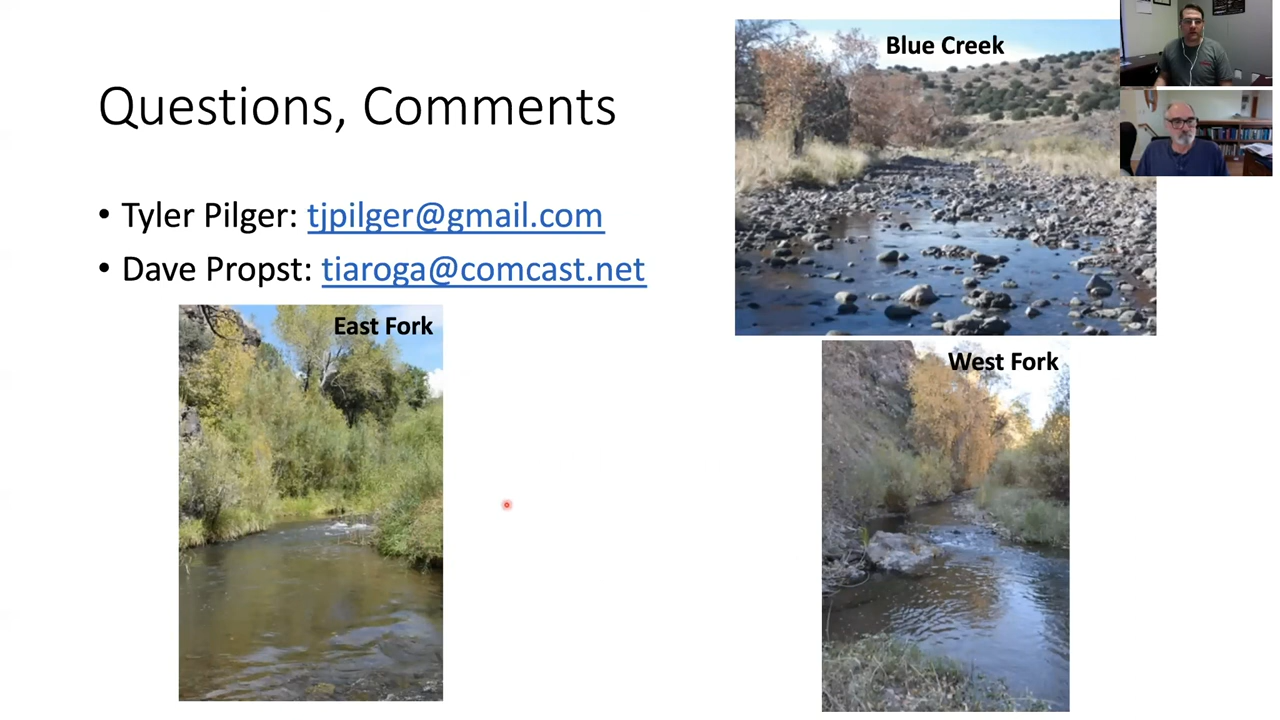 Questions, Comments
• Tyler Pilger: tjpilger@gmail.com
• Dave Propst: tiaroga@comcast.net
East Fork
Blue Creek
West Fork